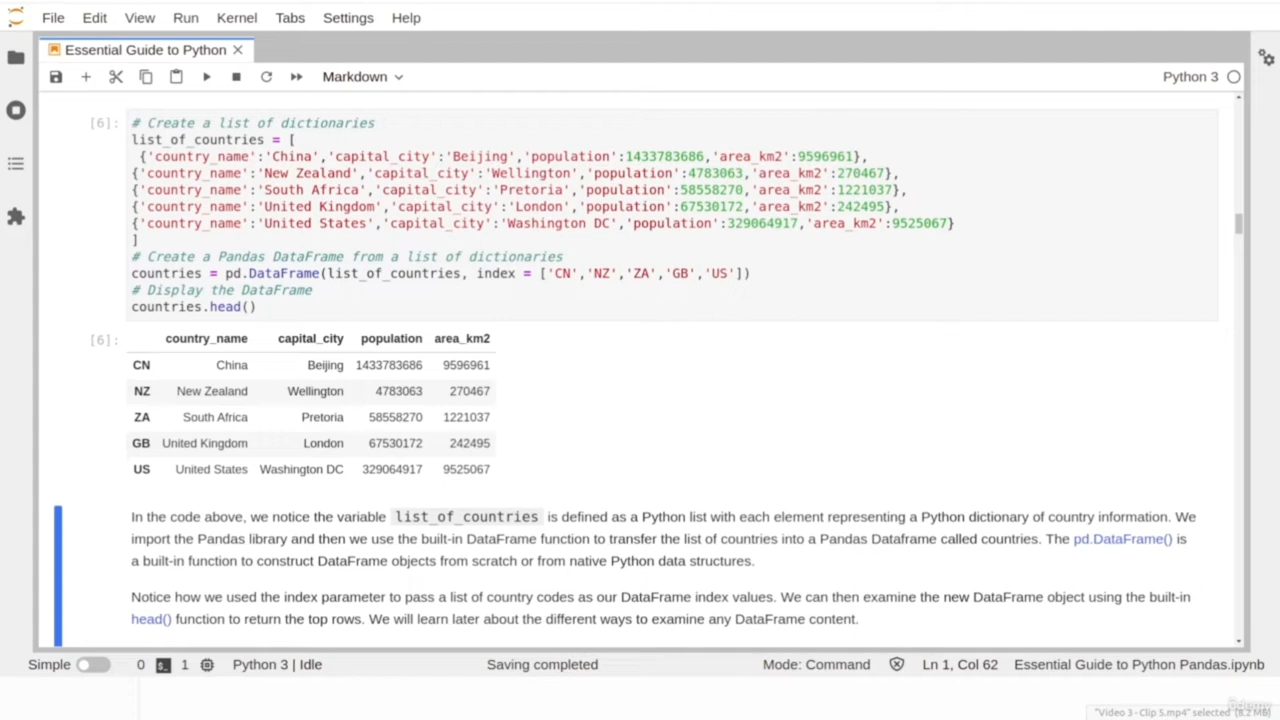 File Edit View Run Kernel Tabs Settings Help
Essential Guide to Python
Markdown
Python 3
[6]:
# Create a list of dictionaries
list_of_countries = [
{'country_name':'China','capital_city':'Beijing','population':1433783686,'area_km2':9596961},
{'country_name':'New Zealand','capital_city':'Wellington','population':4783063,'area_km2':270467},
{'country_name':'South Africa','capital_city':'Pretoria','population':58558270,'area_km2':1221037},
{'country_name':'United Kingdom','capital_city':'London','population':67530172,'area_km2':242495},
{'country_name':'United States','capital_city':'Washington DC','population':329064917,'area_km2':9525067}
]
# Create a Pandas DataFrame from a list of dictionaries
countries = pd.DataFrame(list_of_countries, index = ['CN','NZ','ZA','GB','US'])
# Display the DataFrame
countries.head()
[6]:
country_name capital_city population area_km2
CN China Beijing 1433783686 9596961
NZ New Zealand Wellington 4783063 270467
ZA South Africa Pretoria 58558270 1221037
GB United Kingdom London 67530172 242495
US United States Washington DC 329064917 9525067
In the code above, we notice the variable list_of_countries is defined as a Python list with each element representing a Python dictionary of country information. We
import the Pandas library and then we use the built-in DataFrame function to transfer the list of countries into a Pandas Dataframe called countries. The pd.DataFrame() is
a built-in function to construct DataFrame objects from scratch or from native Python data structures.
Notice how we used the index parameter to pass a list of country codes as our DataFrame index values. We can then examine the new DataFrame object using the built-in
head() function to return the top rows. We will learn later about the different ways to examine any DataFrame content.
Simple 0 1 Python 3 | Idle Saving completed Mode: Command Ln 1, Col 62 Essential Guide to Python Pandas.ipynb
ûdemy
"Video 3 - Clip 5.mp4" selected (8.2 MB)